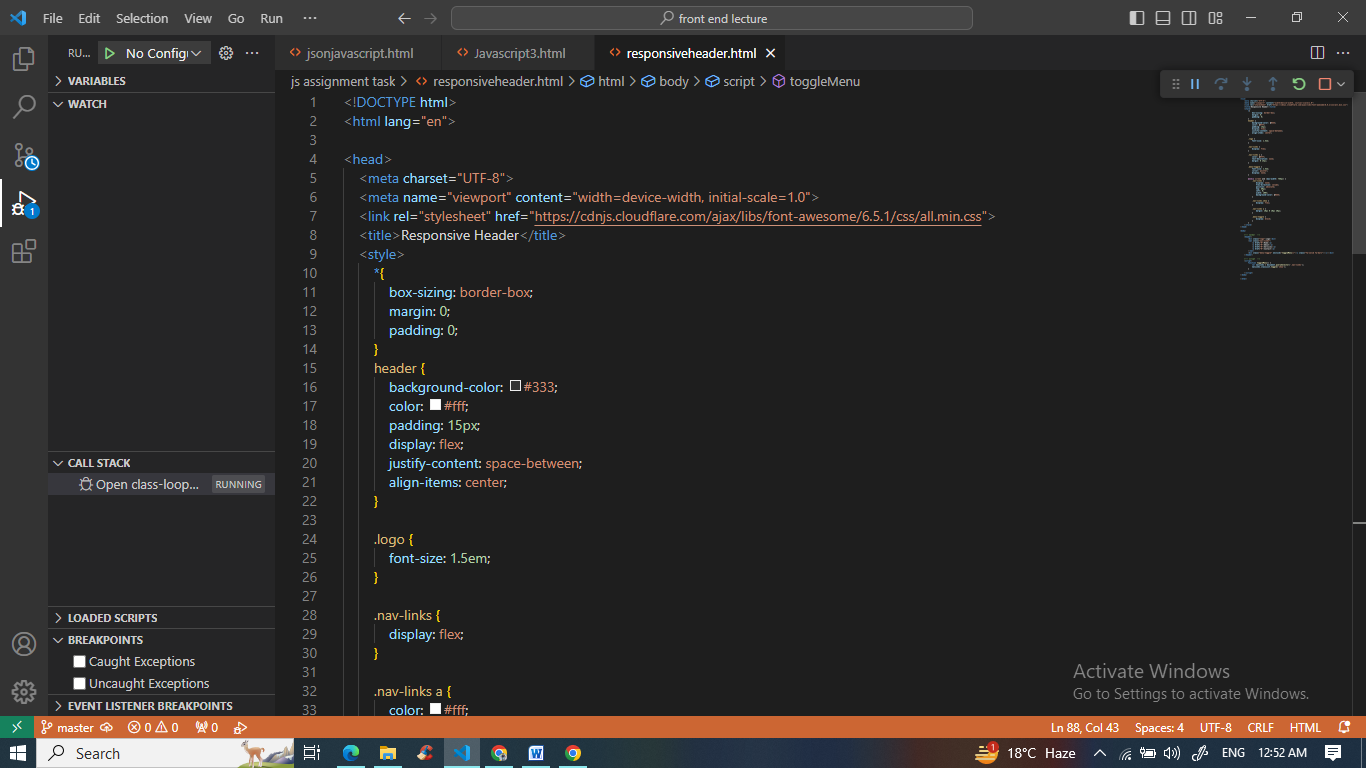 File Edit Selection View Go Run ··· front end lecture
RU... No Config
jsonjavascript.html Javascript3.html responsiveheader.html
VARIABLES
WATCH
CALL STACK
Open class-loop... RUNNING
LOADED SCRIPTS
BREAKPOINTS
Caught Exceptions
Uncaught Exceptions
EVENT LISTENER BREAKPOINTS
js assignment task > responsiveheader.html > html > body > script > toggleMenu
1 <!DOCTYPE html>
2 <html lang="en">
3
4 <head>
5 <meta charset="UTF-8">
6 <meta name="viewport" content="width=device-width, initial-scale=1.0">
7 <link rel="stylesheet" href="https://cdnjs.cloudflare.com/ajax/libs/font-awesome/6.5.1/css/all.min.css">
8 <title>Responsive Header</title>
9 <style>
10 *{
11 box-sizing: border-box;
12 margin: 0;
13 padding: 0;
14 }
15 header {
16 background-color: #333;
17 color: #fff;
18 padding: 15px;
19 display: flex;
20 justify-content: space-between;
21 align-items: center;
22 }
23
24 .logo {
25 font-size: 1.5em;
26 }
27
28 .nav-links {
29 display: flex;
30 }
31
32 .nav-links a {
33 color: #fff;
Activate Windows
Go to Settings to activate Windows.
1
master 0 0 0 Ln 88, Col 43 Spaces: 4 UTF-8 CRLF HTML
Search 1 18°C Haze ENG 12:52 AM